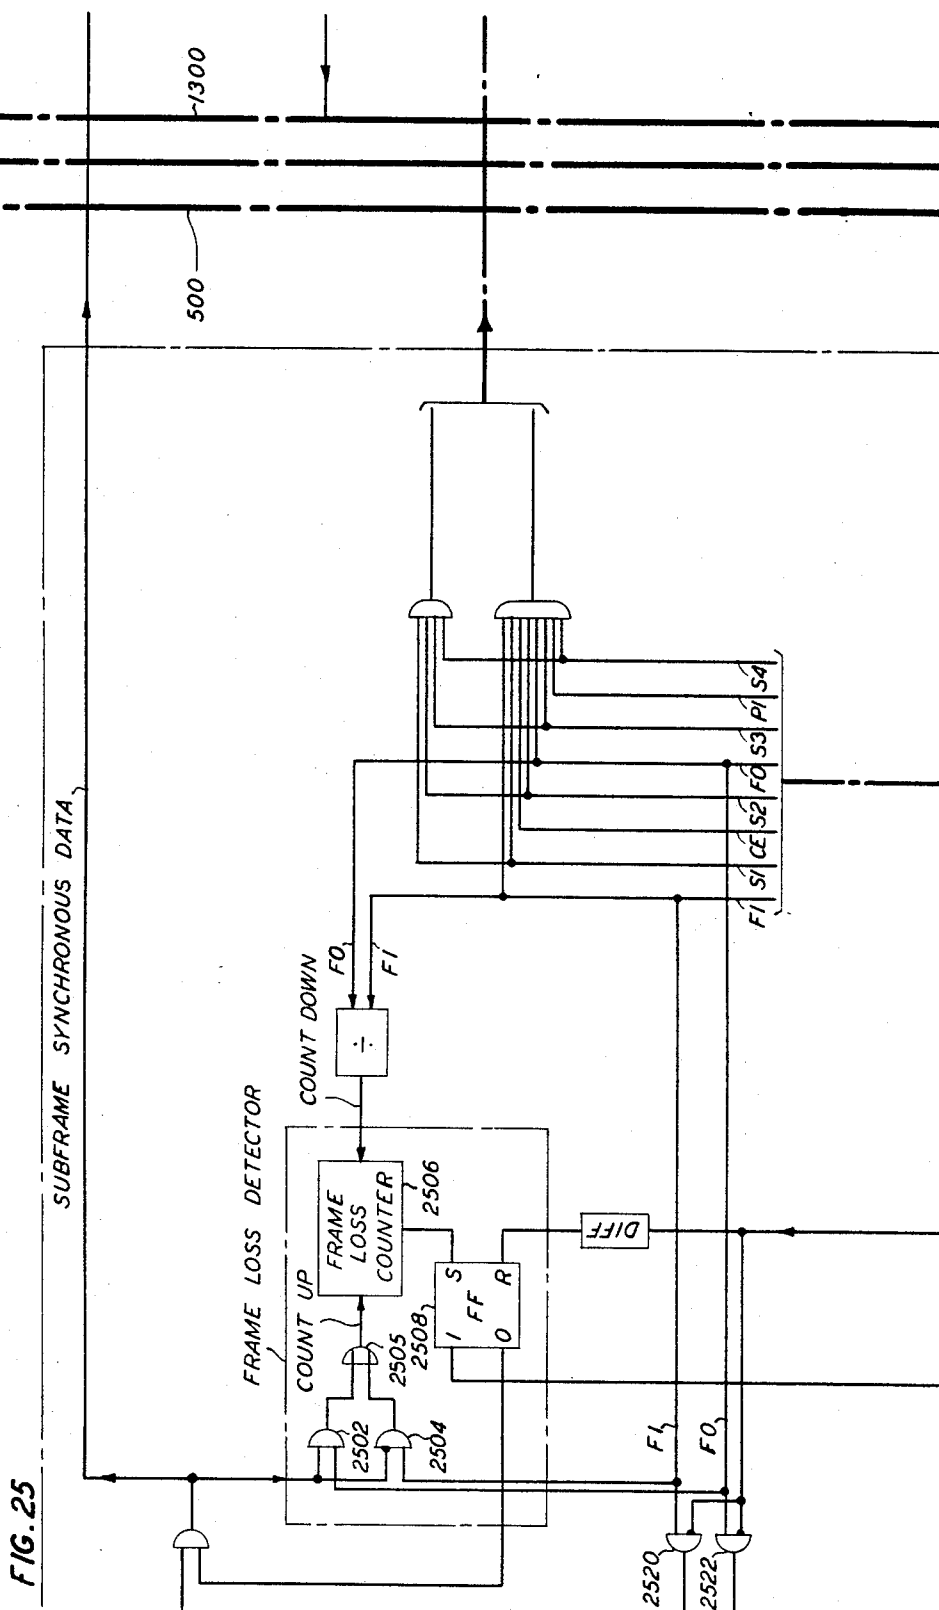 FIG. 25
SUBFRAME SYNCHRONOUS DATA
500
1300
FRAME LOSS DETECTOR
COUNT UP
COUNT DOWN
FRAME
LOSS
COUNTER
2506
÷
F0
F1
2502
2504
2505
2508
1
S
FF
0
R
DIFF
F1
F0
2520
2522
F1
S1
CE
S2
F0
S3
P1
S4